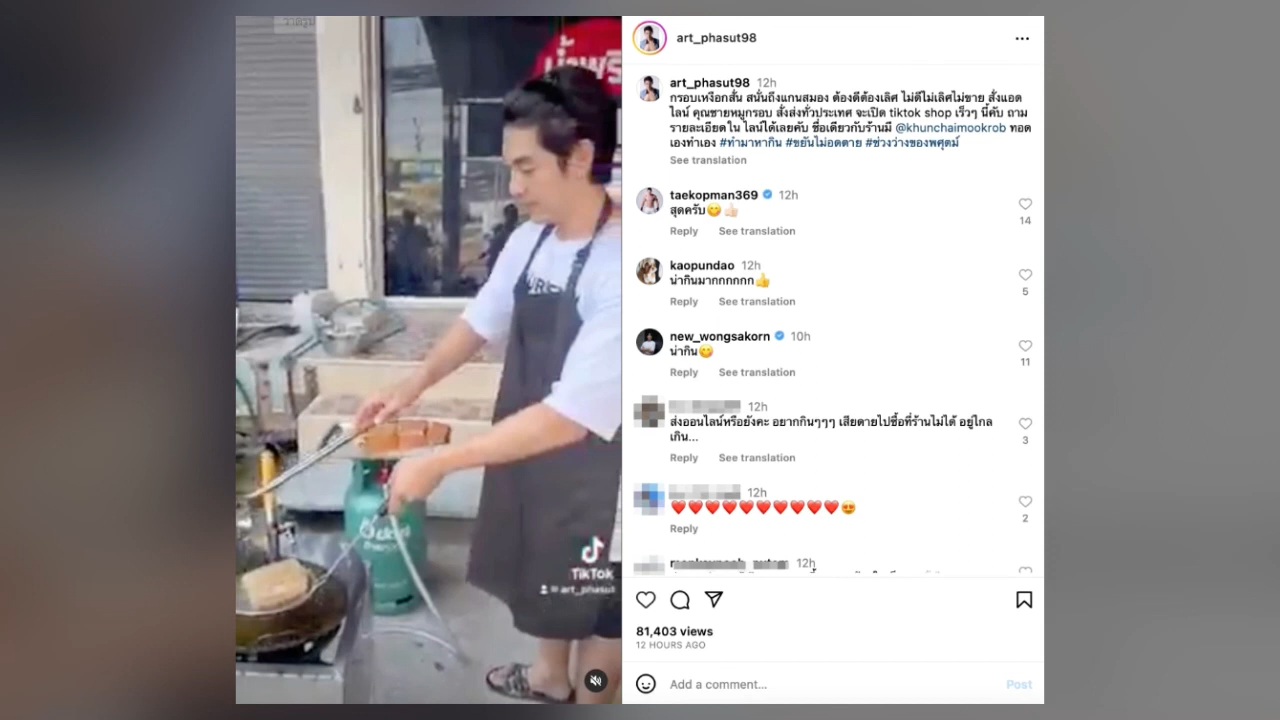 น้ำพริ
TikTok
@ art_phasut
art_phasut98
art_phasut98 12h
กรอบเหงือกสั่น สนั่นถึงแกนสมอง ต้องดีต้องเลิศ ไม่ดีไม่เลิศไม่ขาย สั่งแอด
ไลน์ คุณชายหมูกรอบ สั่งส่งทั่วประเทศ จะเปิด tiktok shop เร็วๆ นี้คับ ถาม
รายละเอียดใน ไลน์ได้เลยคับ ชื่อเดียวกับร้านมี @khunchaimookrob ทอด
เองทำเอง #ทำมาหากิน #ขยันไม่อดตาย #ช่วงว่างของพศุตม์
See translation
taekopman369 12h
สุดครับ😋👍🏻
14
Reply See translation
kaopundao 12h
น่ากินมากกกกกก👍
5
Reply See translation
new_wongsakorn 10h
น่ากิน😋
11
Reply See translation
12h
ส่งออนไลน์หรือยังคะ อยากกินๆๆๆ เสียดายไปซื้อที่ร้านไม่ได้ อยู่ไกล
เกิน...
3
Reply See translation
12h
❤️❤️❤️❤️❤️❤️❤️❤️❤️❤️😍
2
Reply
12h
81,403 views
12 HOURS AGO
Add a comment... Post